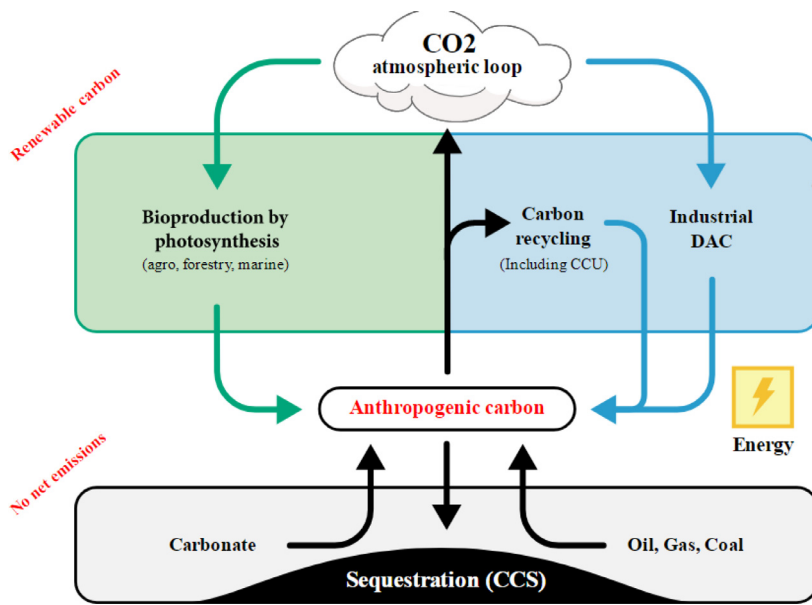 CO2
atmospheric loop
Renewable carbon
Bioproduction by
photosynthesis
(agro, forestry, marine)
Carbon
recycling
(Including CCU)
Industrial
DAC
Anthropogenic carbon
Energy
No net emissions
Carbonate
Oil, Gas, Coal
Sequestration (CCS)